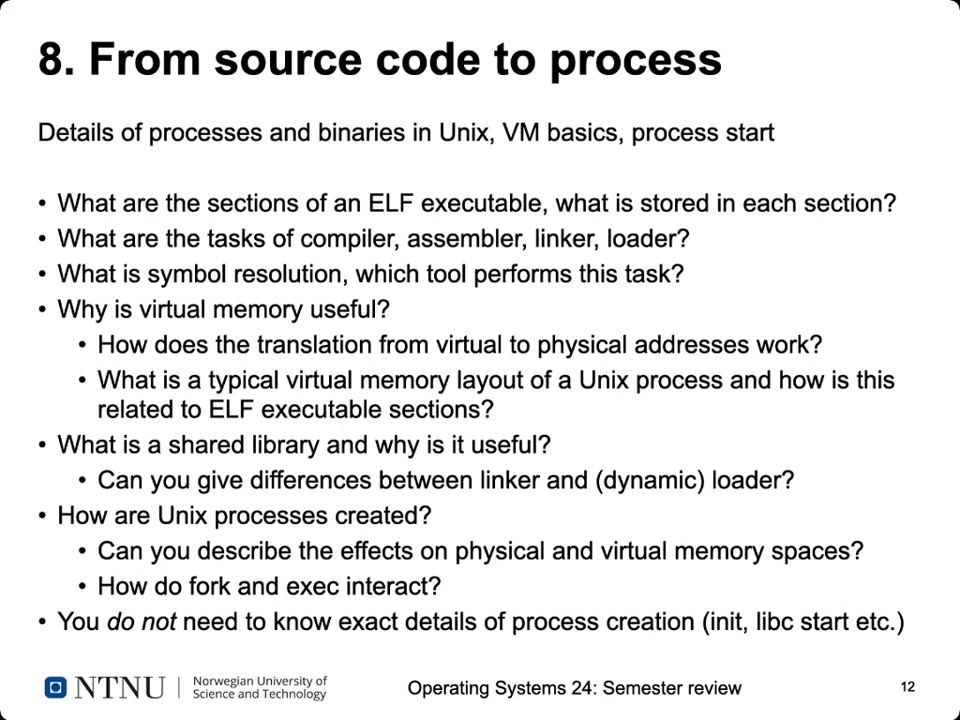 8. From source code to process
Details of processes and binaries in Unix, VM basics, process start
• What are the sections of an ELF executable, what is stored in each section?
• What are the tasks of compiler, assembler, linker, loader?
• What is symbol resolution, which tool performs this task?
• Why is virtual memory useful?
• How does the translation from virtual to physical addresses work?
• What is a typical virtual memory layout of a Unix process and how is this
related to ELF executable sections?
• What is a shared library and why is it useful?
• Can you give differences between linker and (dynamic) loader?
• How are Unix processes created?
• Can you describe the effects on physical and virtual memory spaces?
• How do fork and exec interact?
• You do not need to know exact details of process creation (init, libc start etc.)
NTNU
Norwegian University of
Science and Technology
Operating Systems 24: Semester review
12